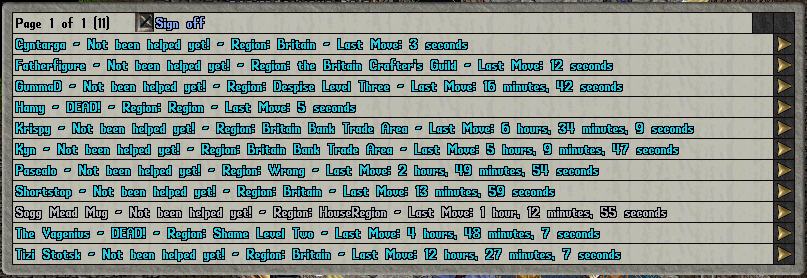 Page 1 of 1 (11) Sign off
Cyntarga - Not been helped yet! - Region: Britain - Last Move: 3 seconds
Fatherfigure - Not been helped yet! - Region: the Britain Crafter's Guild - Last Move: 12 seconds
GummaD - Not been helped yet! - Region: Despise Level Three - Last Move: 16 minutes, 42 seconds
Hamy - DEAD! - Region: Region - Last Move: 5 seconds
Krispy - Not been helped yet! - Region: Britain Bank Trade Area - Last Move: 6 hours, 34 minutes, 9 seconds
Kyn - Not been helped yet! - Region: Britain Bank Trade Area - Last Move: 5 hours, 9 minutes, 47 seconds
Pascalo - Not been helped yet! - Region: Wrong - Last Move: 2 hours, 49 minutes, 54 seconds
Shortstop - Not been helped yet! - Region: Britain - Last Move: 13 minutes, 59 seconds
Sogg Mead Mug - Not been helped yet! - Region: HouseRegion - Last Move: 1 hour, 12 minutes, 55 seconds
The Vagenius - DEAD! - Region: Shame Level Two - Last Move: 4 hours, 48 minutes, 7 seconds
Tizi Stotsk - Not been helped yet! - Region: Britain - Last Move: 12 hours, 27 minutes, 7 seconds